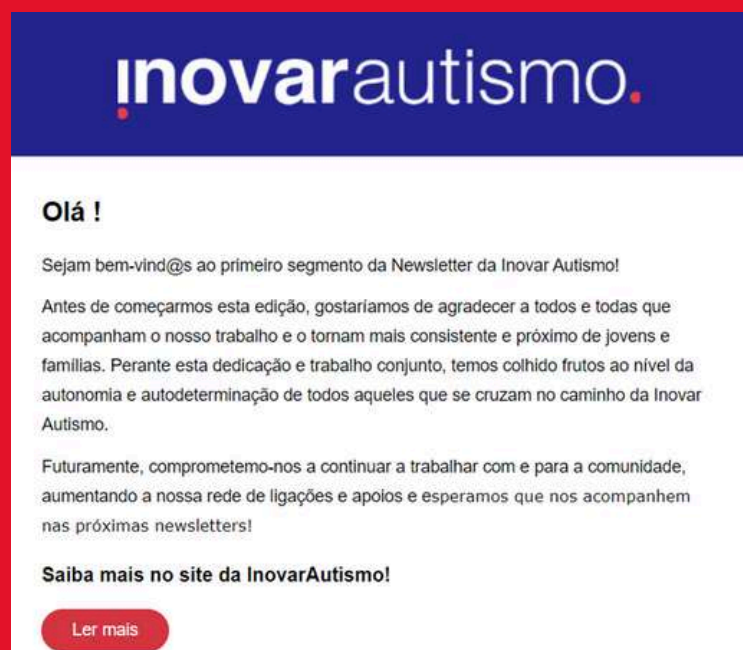 inovarautismo.
Olá !
Sejam bem-vind@s ao primeiro segmento da Newsletter da Inovar Autismo!
Antes de começarmos esta edição, gostaríamos de agradecer a todos e todas que
acompanham o nosso trabalho e o tornam mais consistente e próximo de jovens e
famílias. Perante esta dedicação e trabalho conjunto, temos colhido frutos ao nível da
autonomia e autodeterminação de todos aqueles que se cruzam no caminho da Inovar
Autismo.
Futuramente, comprometemo-nos a continuar a trabalhar com e para a comunidade,
aumentando a nossa rede de ligações e apoios e esperamos que nos acompanhem
nas próximas newsletters!
Saiba mais no site da InovarAutismo!
Ler mais